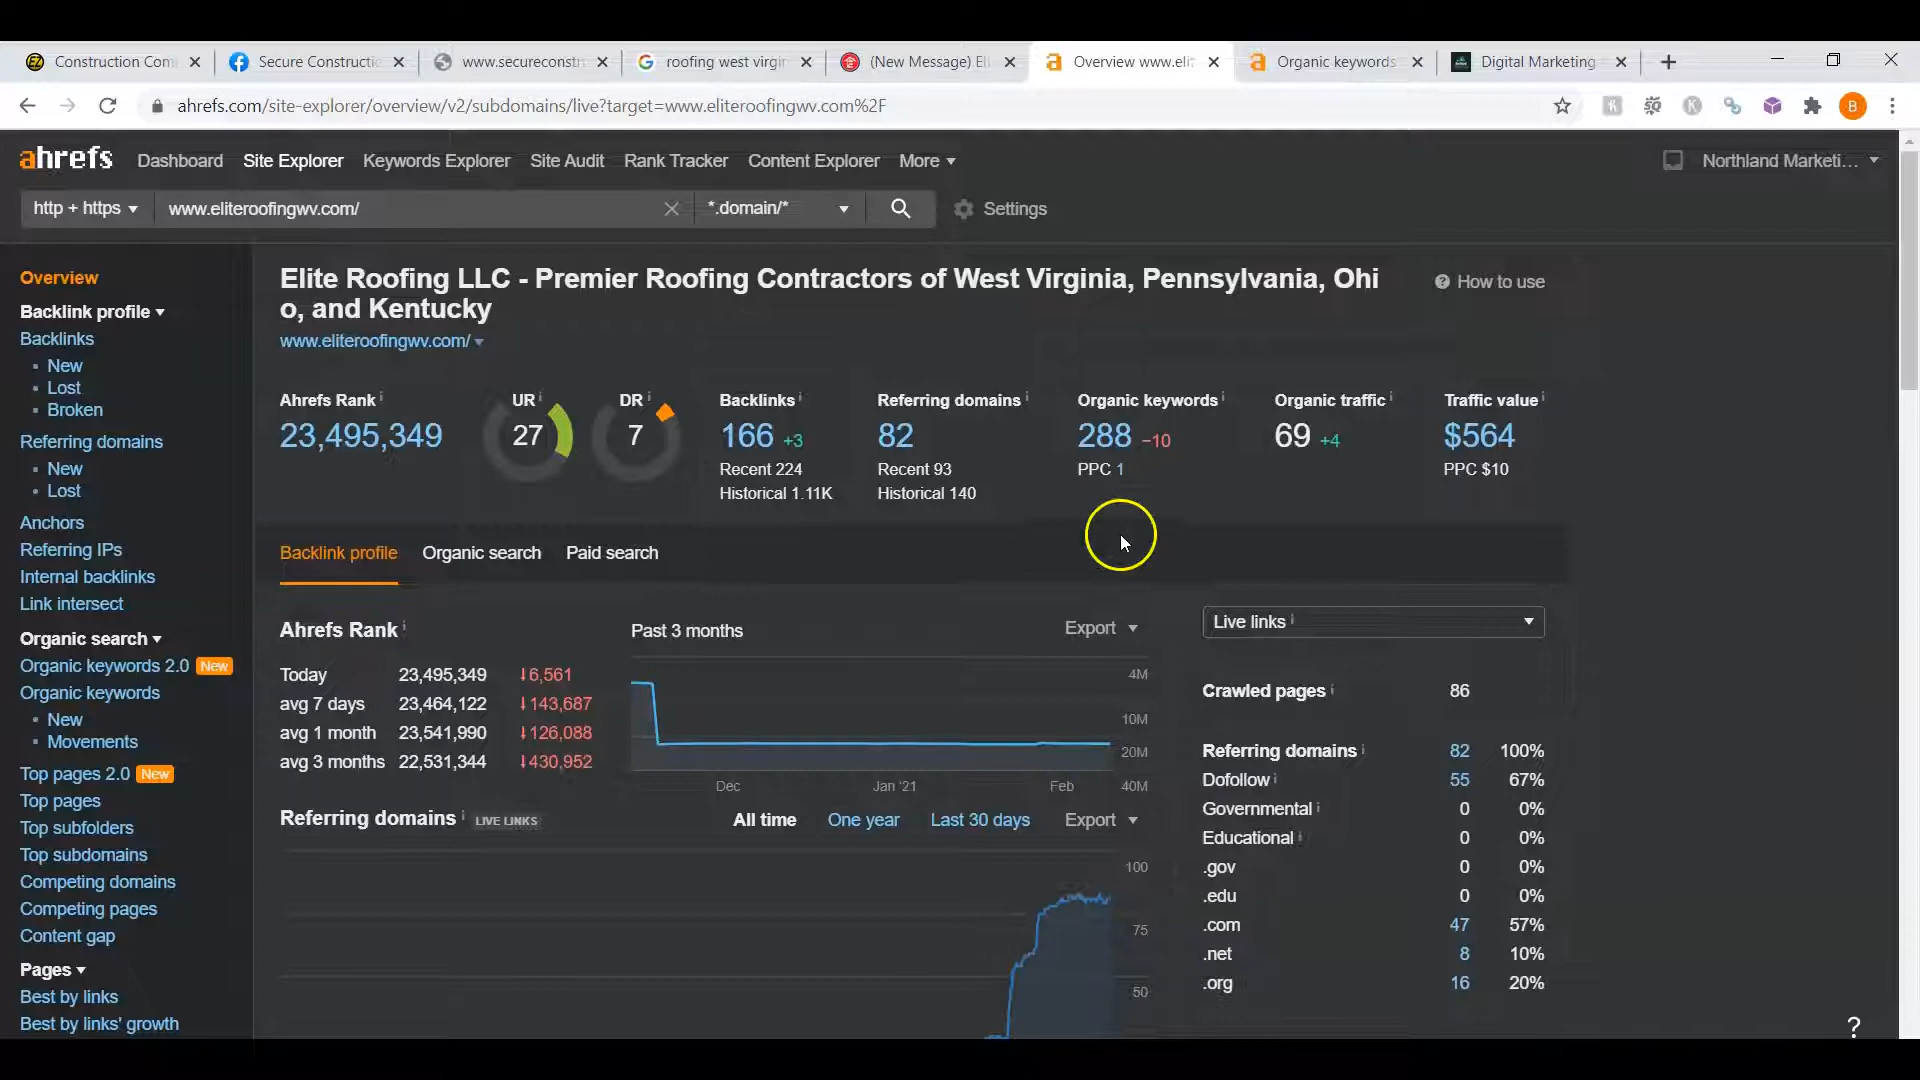 Construction Com
Secure Constructi
www.secureconstr
roofing west virgin
(New Message) Eli
Overview www.elit
Organic keywords
Digital Marketing
ahrefs.com/site-explorer/overview/v2/subdomains/live?target=www.eliteroofingwv.com%2F
B
ahrefs
Dashboard Site Explorer Keywords Explorer Site Audit Rank Tracker Content Explorer More
Northland Marketi...
http + https
www.eliteroofingwv.com/
*.domain/*
Settings
Overview
Backlink profile
Backlinks
New
Lost
Broken
Referring domains
New
Lost
Anchors
Referring IPs
Internal backlinks
Link intersect
Organic search
Organic keywords 2.0 New
Organic keywords
New
Movements
Top pages 2.0 New
Top pages
Top subfolders
Top subdomains
Competing domains
Competing pages
Content gap
Pages
Best by links
Best by links' growth
Elite Roofing LLC - Premier Roofing Contractors of West Virginia, Pennsylvania, Ohi
o, and Kentucky
How to use
www.eliteroofingwv.com/
Ahrefs Rank
23,495,349
UR
27
DR
7
Backlinks
166 +3
Recent 224
Historical 1.11K
Referring domains
82
Recent 93
Historical 140
Organic keywords
288 -10
PPC 1
Organic traffic
69 +4
Traffic value
$564
PPC $10
Backlink profile Organic search Paid search
Ahrefs Rank
Today 23,495,349 ↓6,561
avg 7 days 23,464,122 ↓143,687
avg 1 month 23,541,990 ↓126,088
avg 3 months 22,531,344 ↓430,952
Past 3 months
Export
4M
10M
20M
40M
Dec Jan '21 Feb
Referring domains LIVE LINKS
All time One year Last 30 days Export
100
75
50
Live links
Crawled pages 86
Referring domains 82 100%
Dofollow 55 67%
Governmental 0 0%
Educational 0 0%
.gov 0 0%
.edu 0 0%
.com 47 57%
.net 8 10%
.org 16 20%
?